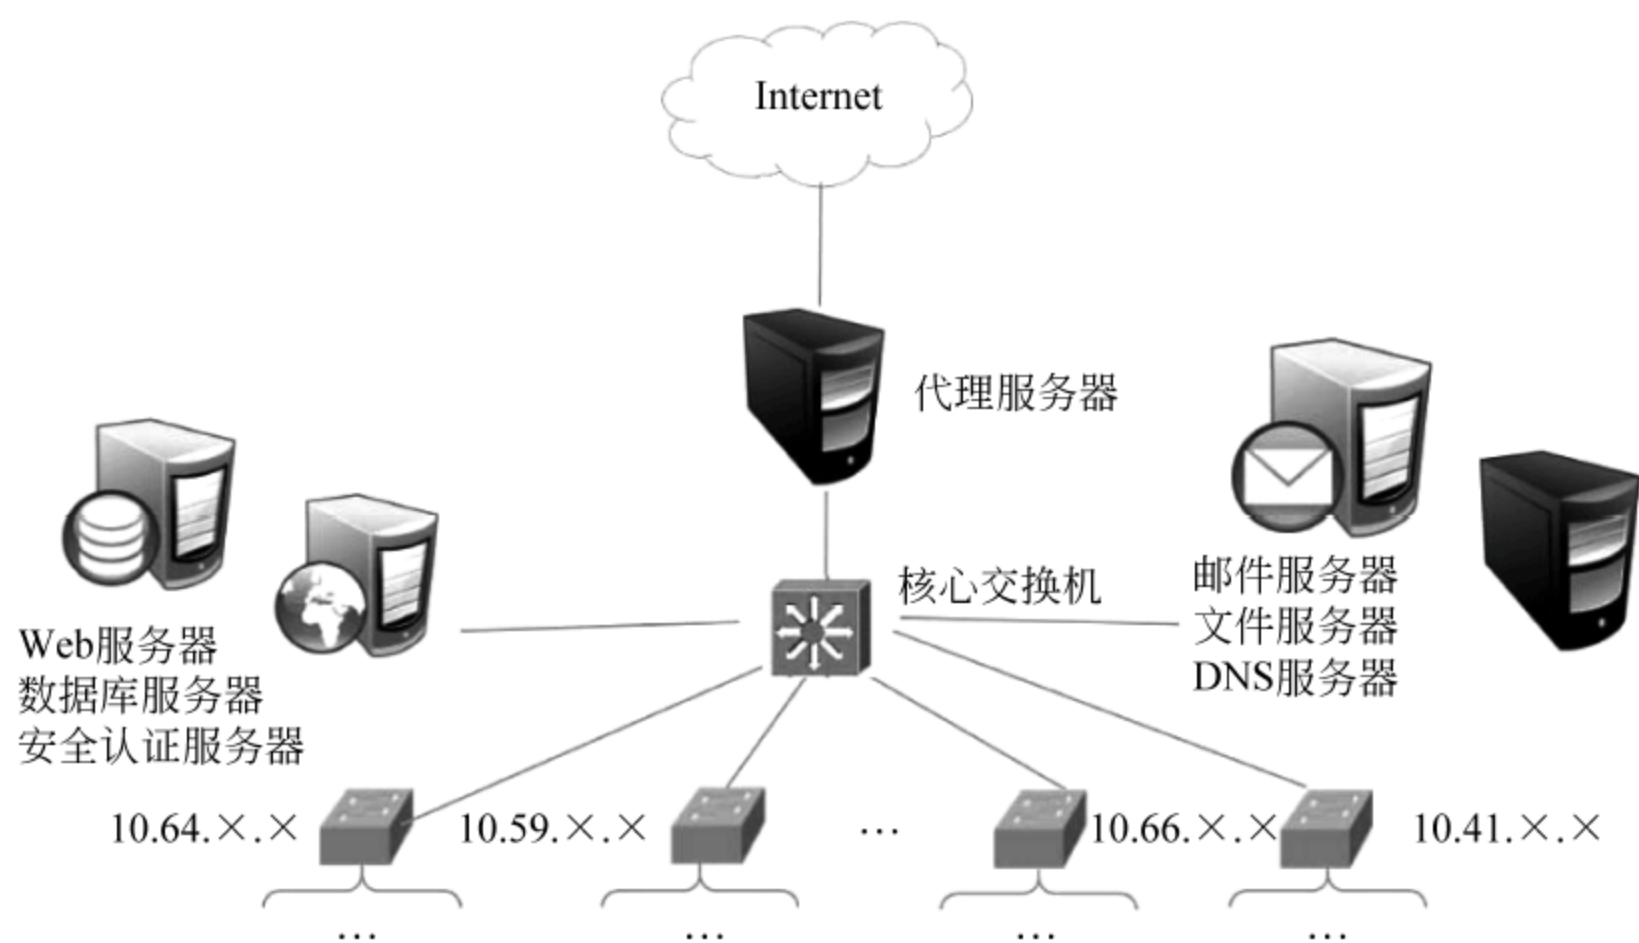 Internet
代理服务器
核心交换机
邮件服务器
文件服务器
DNS服务器
Web服务器
数据库服务器
安全认证服务器
10.64.×.×
10.59.×.×
…
10.66.×.×
10.41.×.×
…
…
…
…